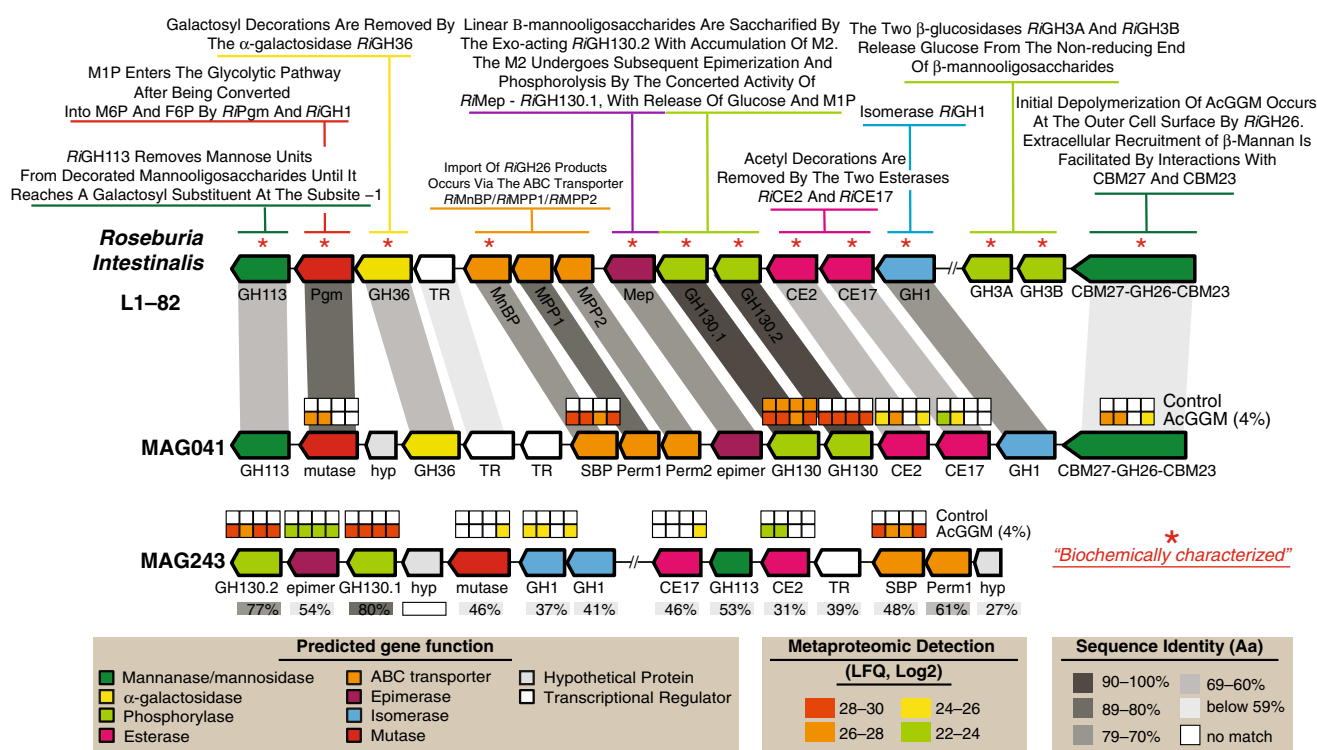 Galactosyl Decorations Are Removed By
The α-galactosidase RiGH36
Linear B-mannooligosaccharides Are Saccharified By
The Exo-acting RiGH130.2 With Accumulation Of M2.
The M2 Undergoes Subsequent Epimerization And
Phosphorolysis By The Concerted Activity Of
RiMep - RiGH130.1, With Release Of Glucose And M1P
The Two β-glucosidases RiGH3A And RiGH3B
Release Glucose From The Non-reducing End
Of β-mannooligosaccharides
M1P Enters The Glycolytic Pathway
After Being Converted
Into M6P And F6P By RiPgm And RiGH1
Isomerase RiGH1
Initial Depolymerization Of AcGGM Occurs
At The Outer Cell Surface By RiGH26.
Extracellular Recruitment of β-Mannan Is
Facilitated By Interactions With
CBM27 And CBM23
RiGH113 Removes Mannose Units
From Decorated Mannooligosaccharides Until It
Reaches A Galactosyl Substituent At The Subsite −1
Import Of RiGH26 Products
Occurs Via The ABC Transporter
RiMnBP/RiMPP1/RiMPP2
Acetyl Decorations Are
Removed By The Two Esterases
RiCE2 And RiCE17
* * * * * * * * * * * * *
Roseburia
Intestinalis
L1–82
GH113 Pgm GH36 TR MnBP MPP1 MPP2 Mep GH130.1 GH130.2 CE2 CE17 GH1 // GH3A GH3B CBM27-GH26-CBM23
Control
AcGGM (4%)
MAG041
GH113 mutase hyp GH36 TR TR SBP Perm1 Perm2 epimer GH130 GH130 CE2 CE17 GH1 CBM27-GH26-CBM23
Control
AcGGM (4%)
MAG243
GH130.2 epimer GH130.1 hyp mutase GH1 GH1 // CE17 GH113 CE2 TR SBP Perm1 hyp
77% 54% 80% 46% 37% 41% 46% 53% 31% 39% 48% 61% 27%
*
"Biochemically characterized"
Predicted gene function
Mannanase/mannosidase
α-galactosidase
Phosphorylase
Esterase
ABC transporter
Epimerase
Isomerase
Mutase
Hypothetical Protein
Transcriptional Regulator
Metaproteomic Detection
(LFQ, Log2)
28–30
26–28
24–26
22–24
Sequence Identity (Aa)
90–100%
89–80%
79–70%
69–60%
below 59%
no match